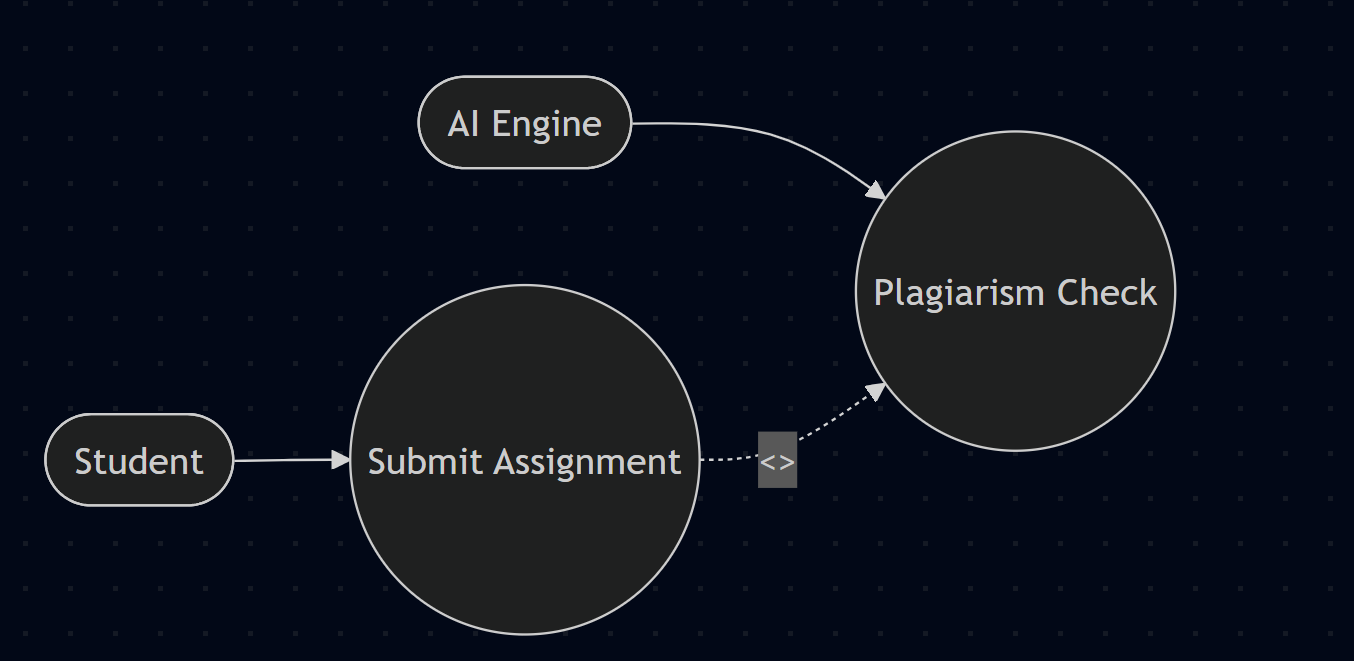 AI Engine
Plagiarism Check
Student
Submit Assignment
<>